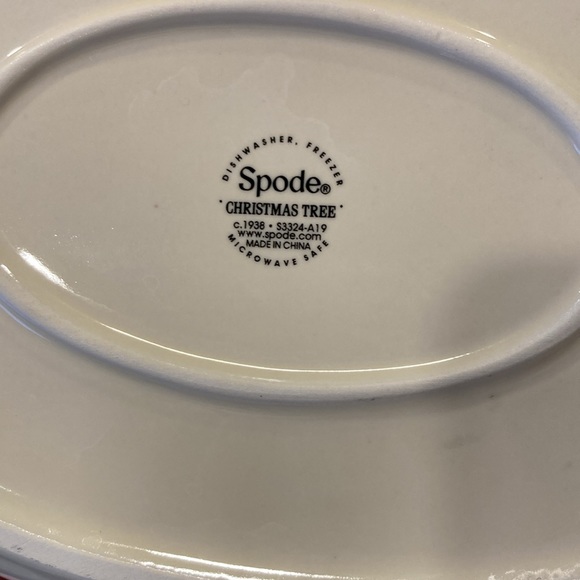 DISHWASHER, FREEZER
Spode®
· CHRISTMAS TREE ·
c.1938 • S3324-A19
www.spode.com
MADE IN CHINA
MICROWAVE SAFE